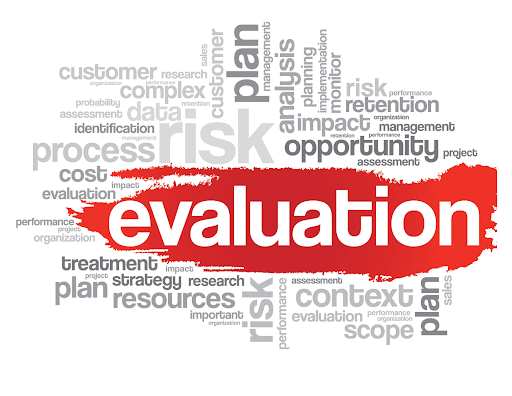 customer
research
organization
performance
complex
retention
sales
customer
plan
management
analysis
planning
implementation
monitor
risk
performance
retention
organization
probability
assessment
data
identification
management
risk
impact
management
retention
performance
process
opportunity
project
assessment
cost
impact
evaluation
performance
project
organization
evaluation
treatment
impact
project
plan
strategy
research
resources
important
organization
risk
performance
assessment
context
evaluation
performance
organization
scope
plan
sales